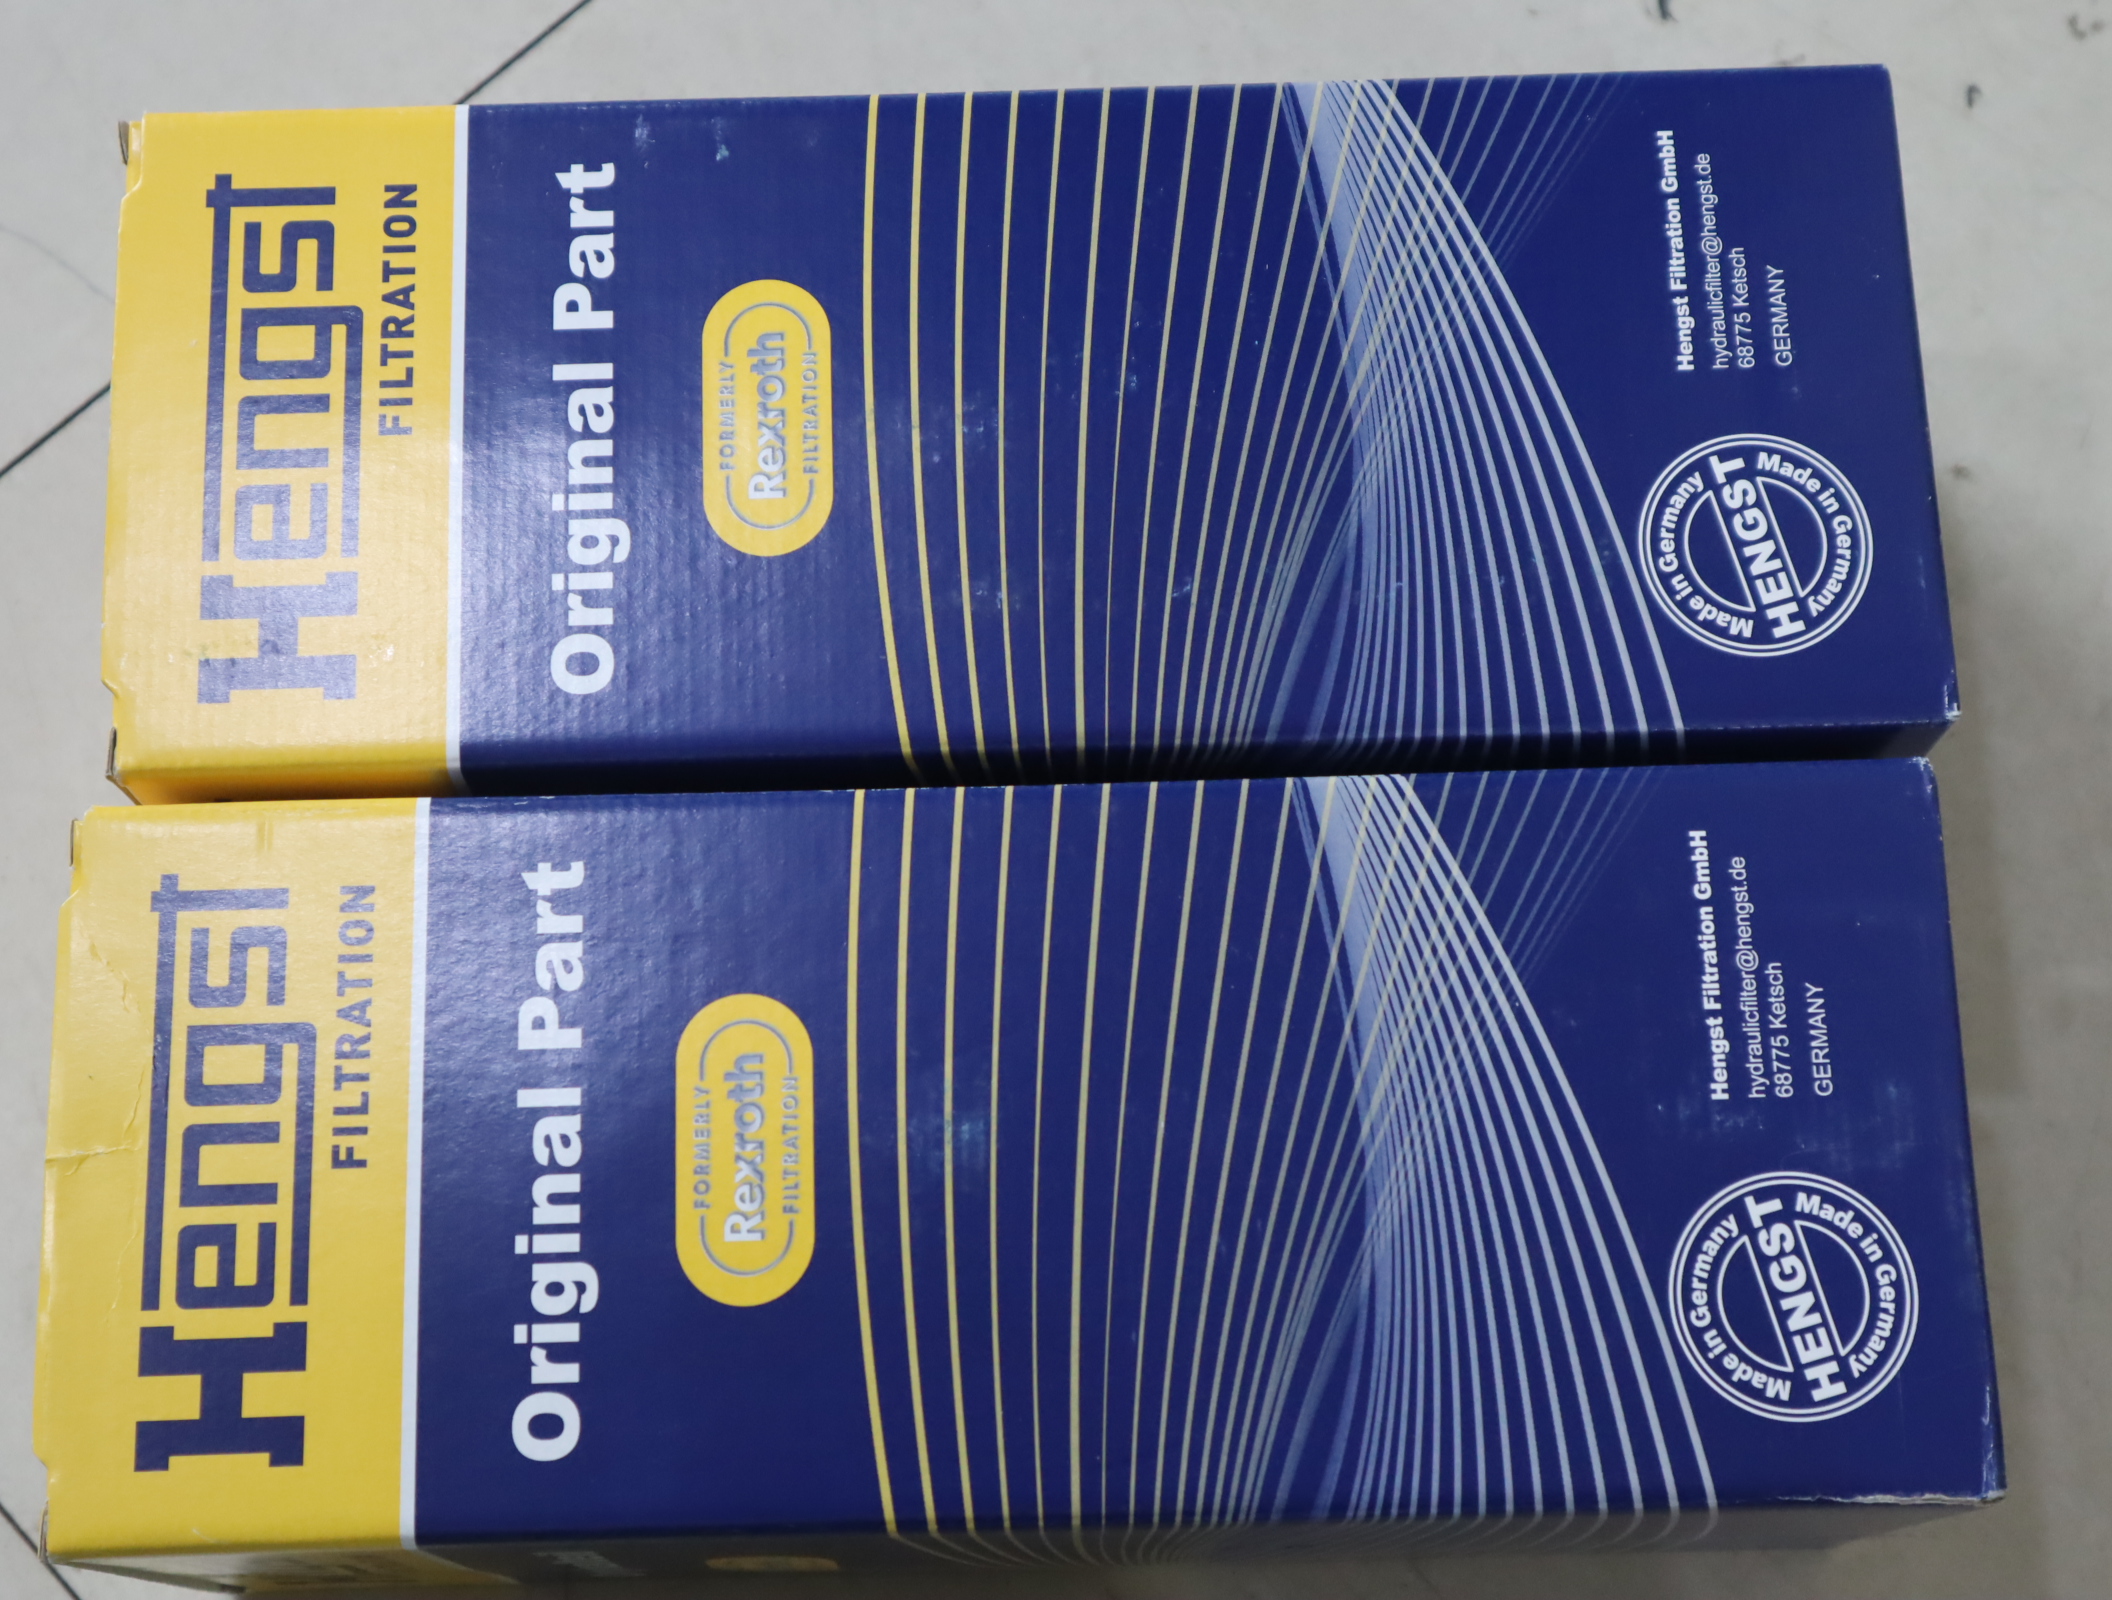 Hengst
FILTRATION
Original Part
FORMERLY
Rexroth
FILTRATION
Made in Germany
HENGST
Made in Germany
Hengst Filtration GmbH
hydraulicfilter@hengst.de
68775 Ketsch
GERMANY
Hengst
FILTRATION
Original Part
FORMERLY
Rexroth
FILTRATION
Made in Germany
HENGST
Made in Germany
Hengst Filtration GmbH
hydraulicfilter@hengst.de
68775 Ketsch
GERMANY